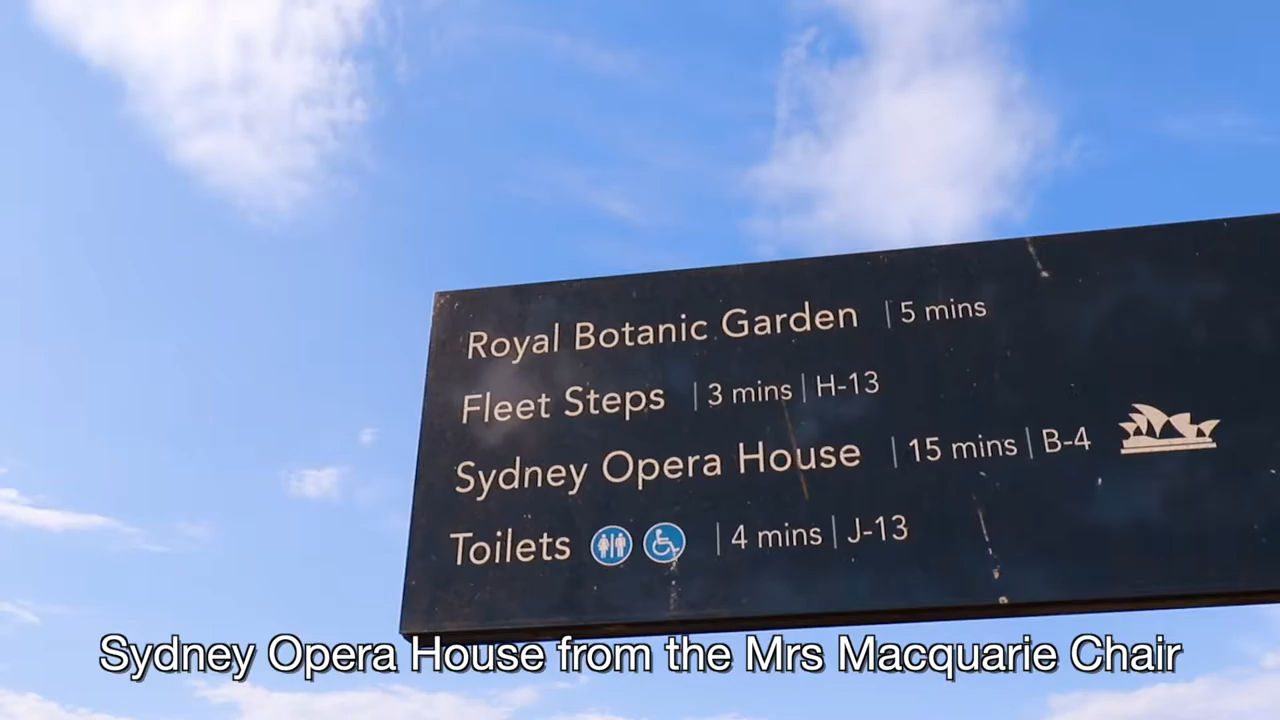 Royal Botanic Garden | 5 mins
Fleet Steps | 3 mins | H-13
Sydney Opera House | 15 mins | B-4
Toilets | 4 mins | J-13
Sydney Opera House from the Mrs Macquarie Chair